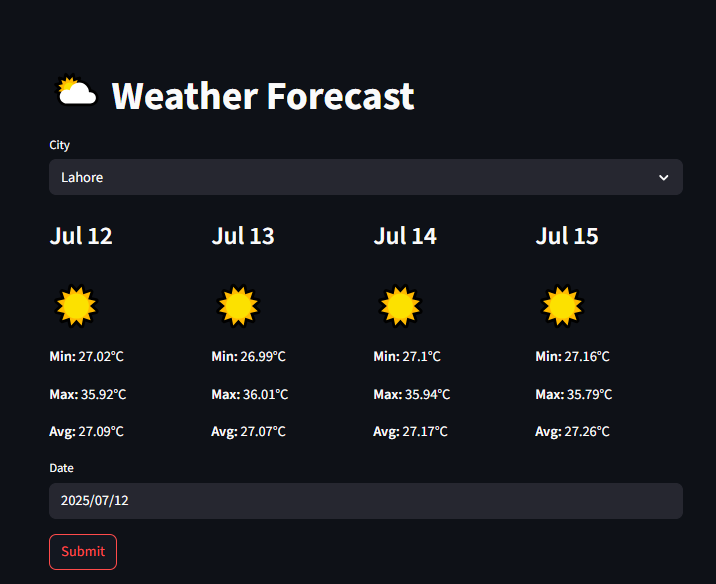 Weather Forecast
City
Lahore
Jul 12 Jul 13 Jul 14 Jul 15
Min: 27.02°C Min: 26.99°C Min: 27.1°C Min: 27.16°C
Max: 35.92°C Max: 36.01°C Max: 35.94°C Max: 35.79°C
Avg: 27.09°C Avg: 27.07°C Avg: 27.17°C Avg: 27.26°C
Date
2025/07/12
Submit